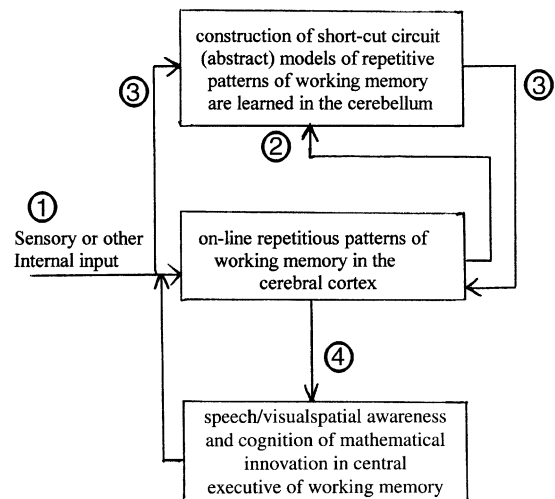 construction of short-cut circuit
(abstract) models of repetitive
patterns of working memory
are learned in the cerebellum
③
③
②
①
Sensory or other
Internal input
on-line repetitious patterns of
working memory in the
cerebral cortex
④
speech/visualspatial awareness
and cognition of mathematical
innovation in central
executive of working memory